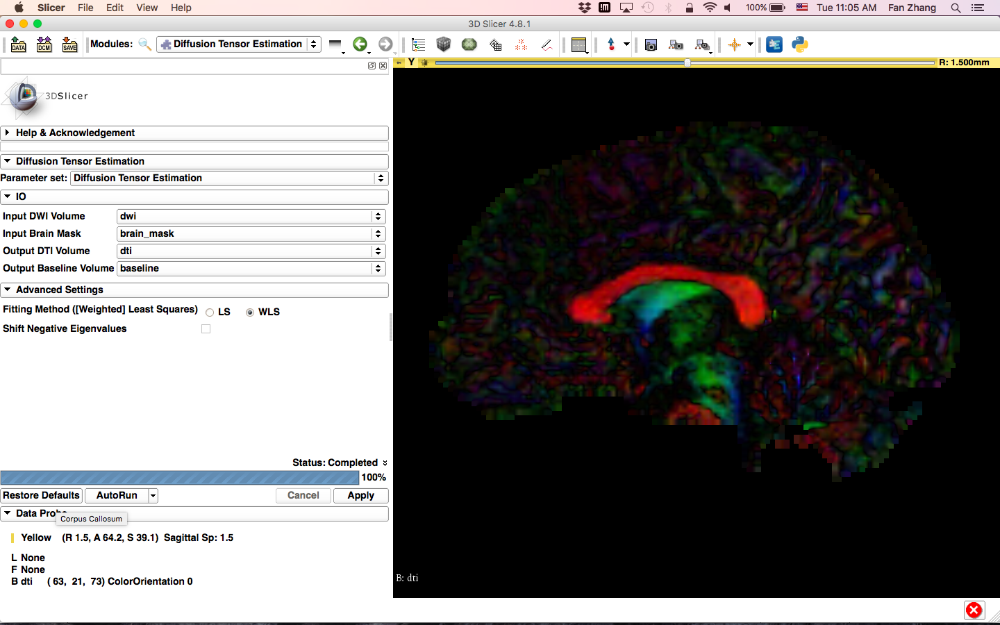 Slicer File Edit View Help 100% Tue 11:05 AM Fan Zhang
3D Slicer 4.8.1
DATA DCM SAVE Modules: Diffusion Tensor Estimation
Y R: 1.500mm
3DSlicer
Help & Acknowledgement
Diffusion Tensor Estimation
Parameter set: Diffusion Tensor Estimation
IO
Input DWI Volume dwi
Input Brain Mask brain_mask
Output DTI Volume dti
Output Baseline Volume baseline
Advanced Settings
Fitting Method ([Weighted] Least Squares) LS WLS
Shift Negative Eigenvalues
Status: Completed
100%
Restore Defaults AutoRun Cancel Apply
Data Probe
Corpus Callosum
Yellow (R 1.5, A 64.2, S 39.1) Sagittal Sp: 1.5
L None
F None
B dti ( 63, 21, 73) ColorOrientation 0
B: dti